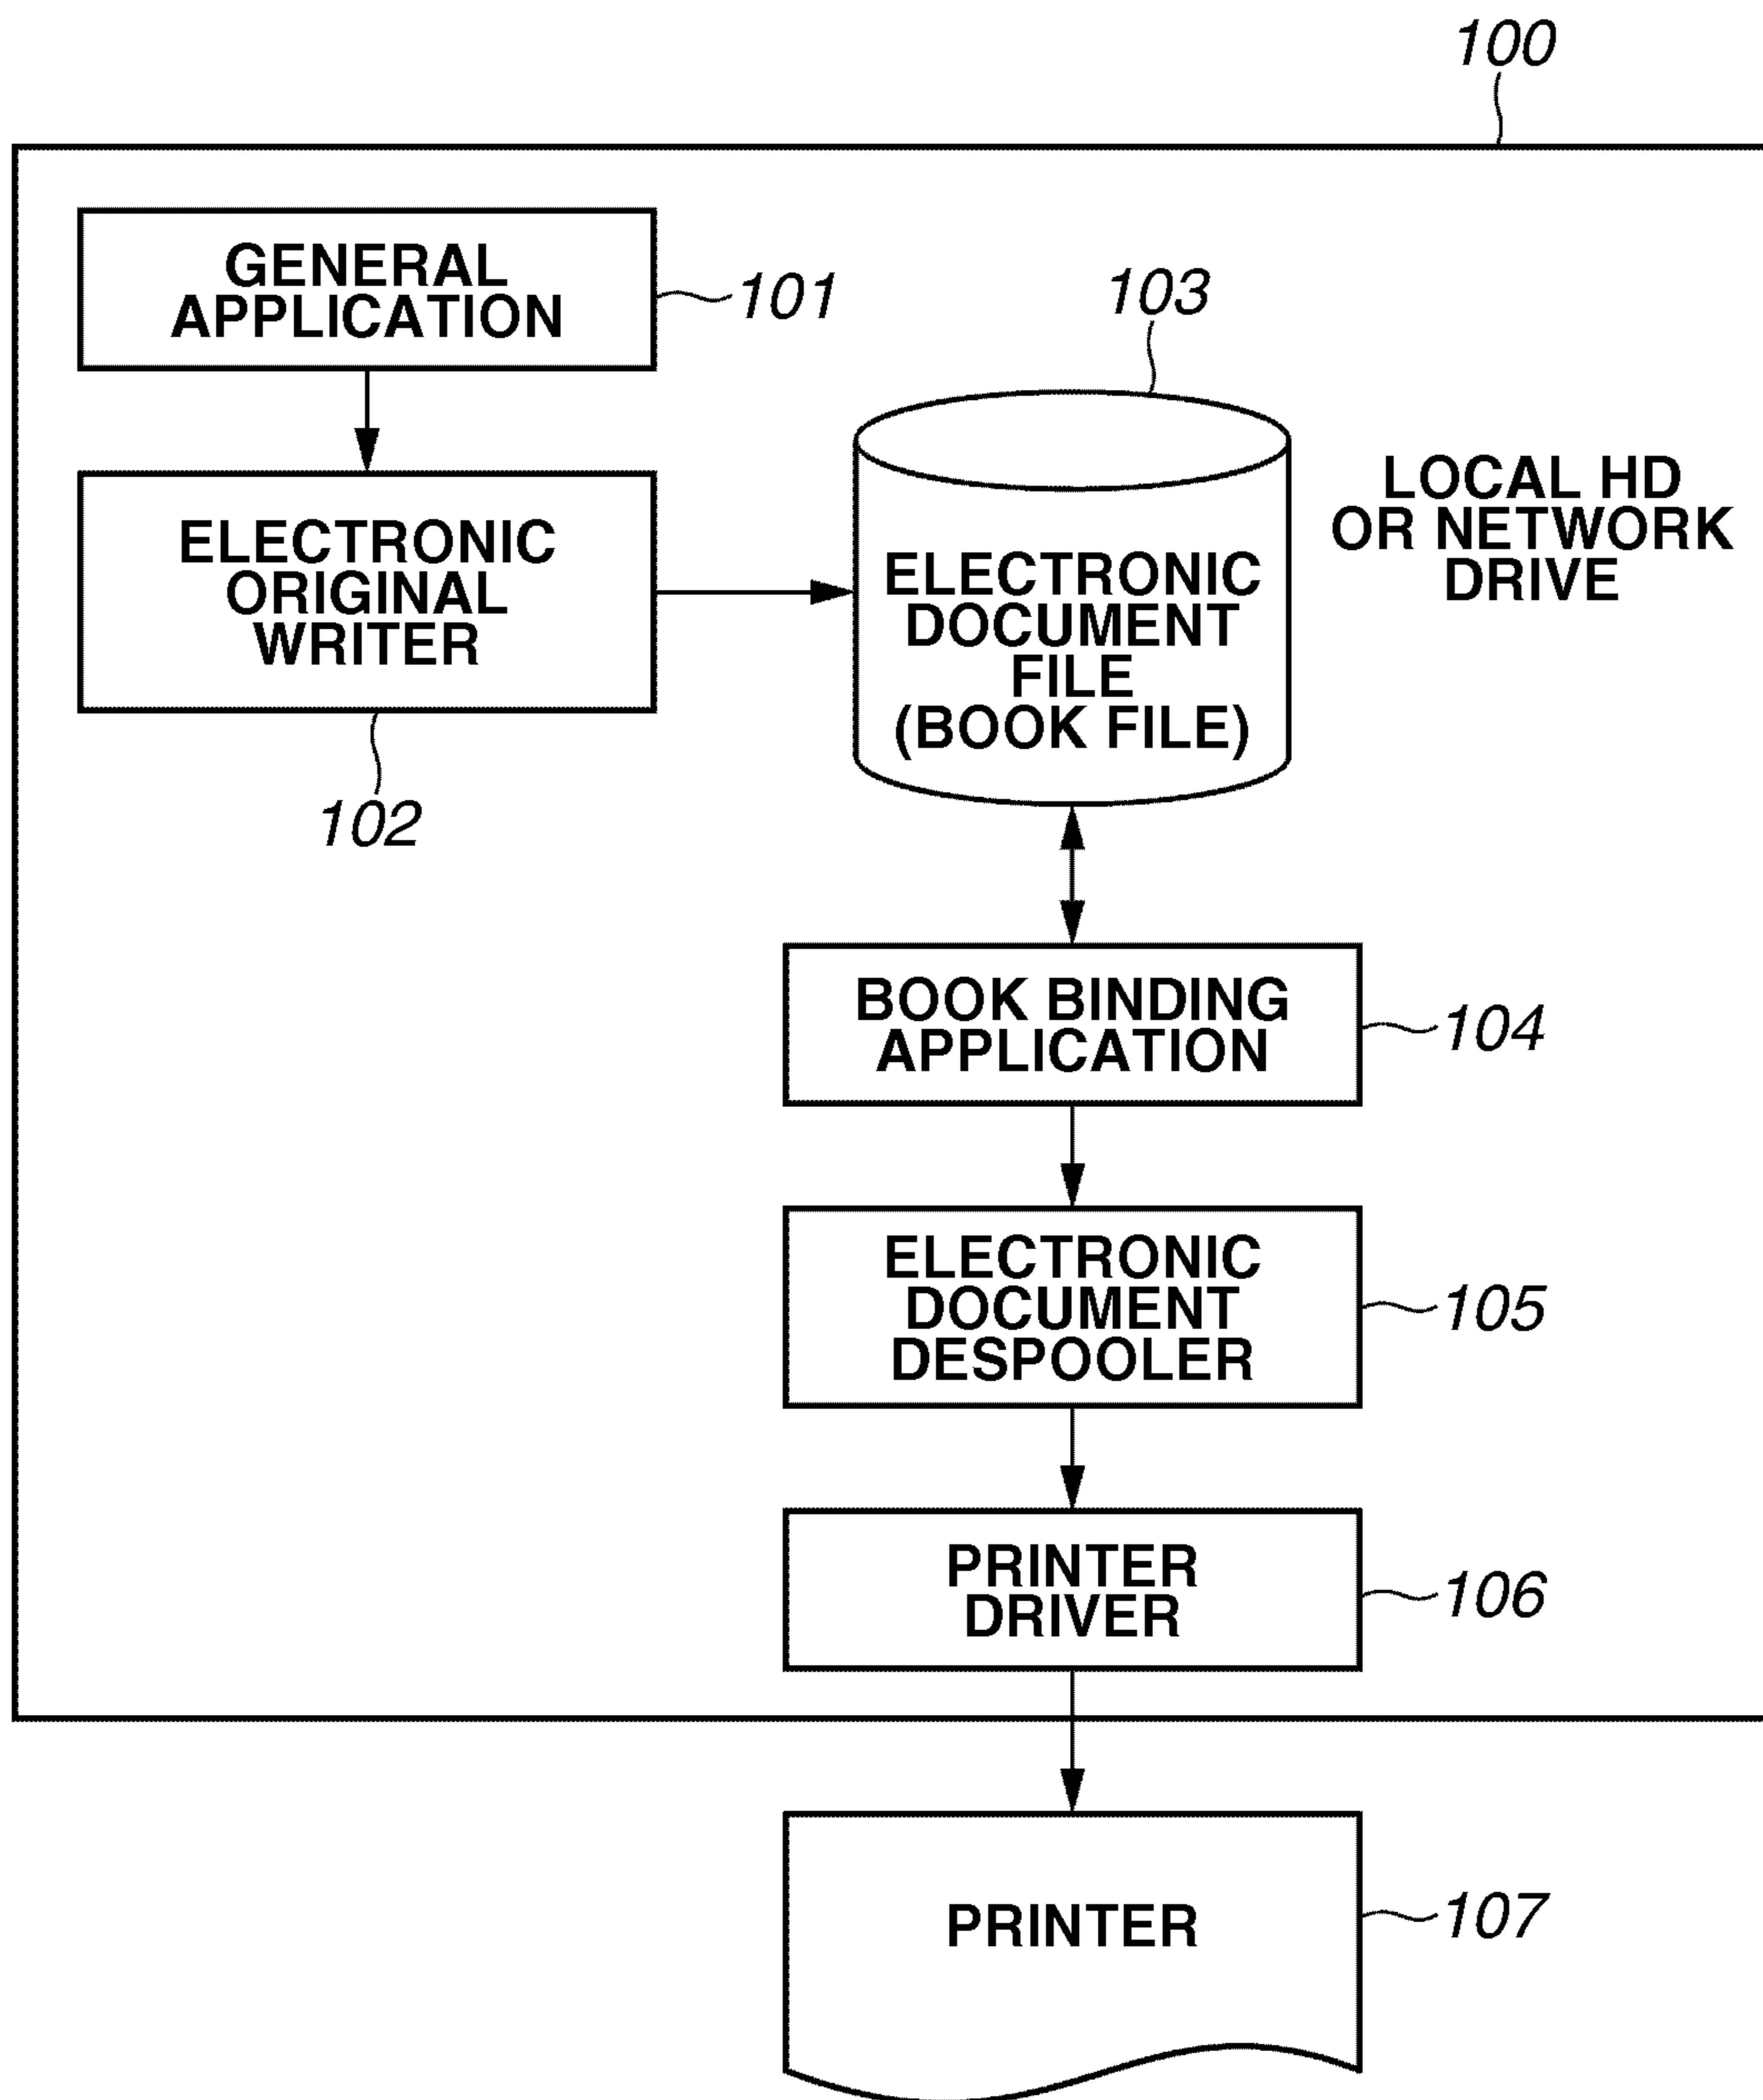 100
GENERAL
APPLICATION
101
103
ELECTRONIC
ORIGINAL
WRITER
102
ELECTRONIC
DOCUMENT
FILE
(BOOK FILE)
LOCAL HD
OR NETWORK
DRIVE
BOOK BINDING
APPLICATION
104
ELECTRONIC
DOCUMENT
DESPOOLER
105
PRINTER
DRIVER
106
PRINTER
107